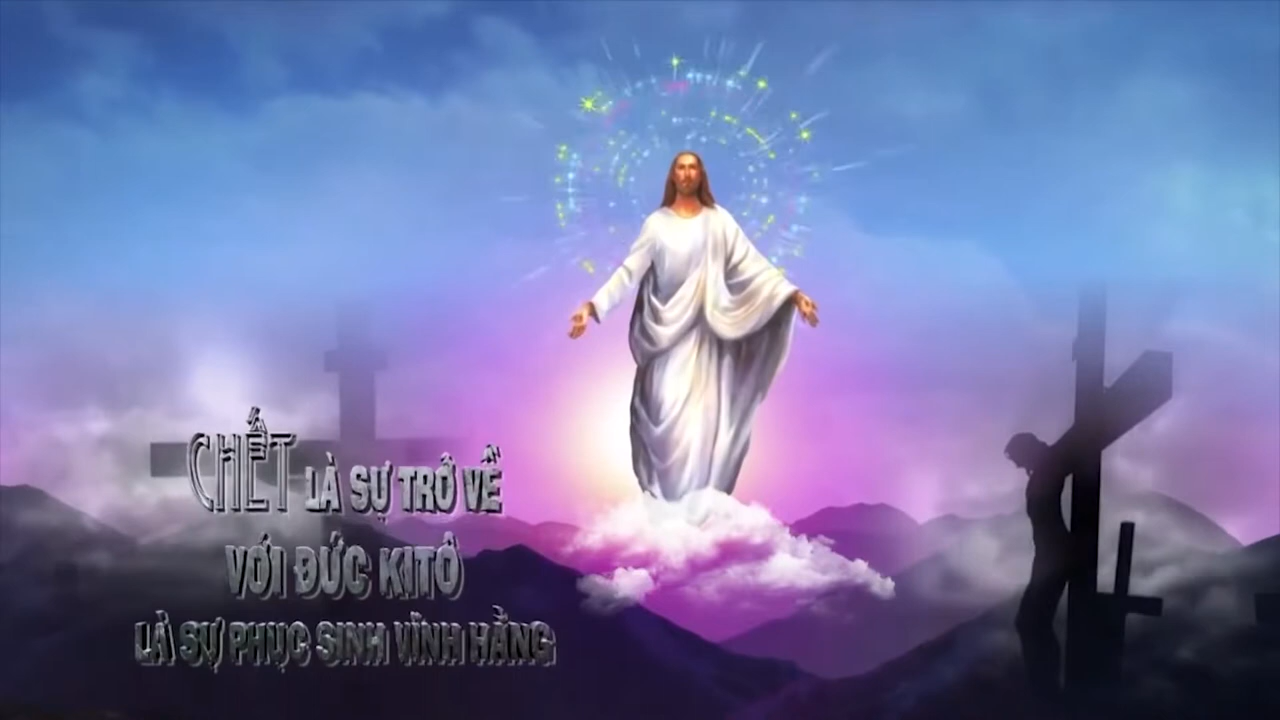 CHẾT LÀ SỰ TRỞ VỀ
VỚI ĐỨC KITÔ
LÀ SỰ PHỤC SINH VĨNH HẰNG